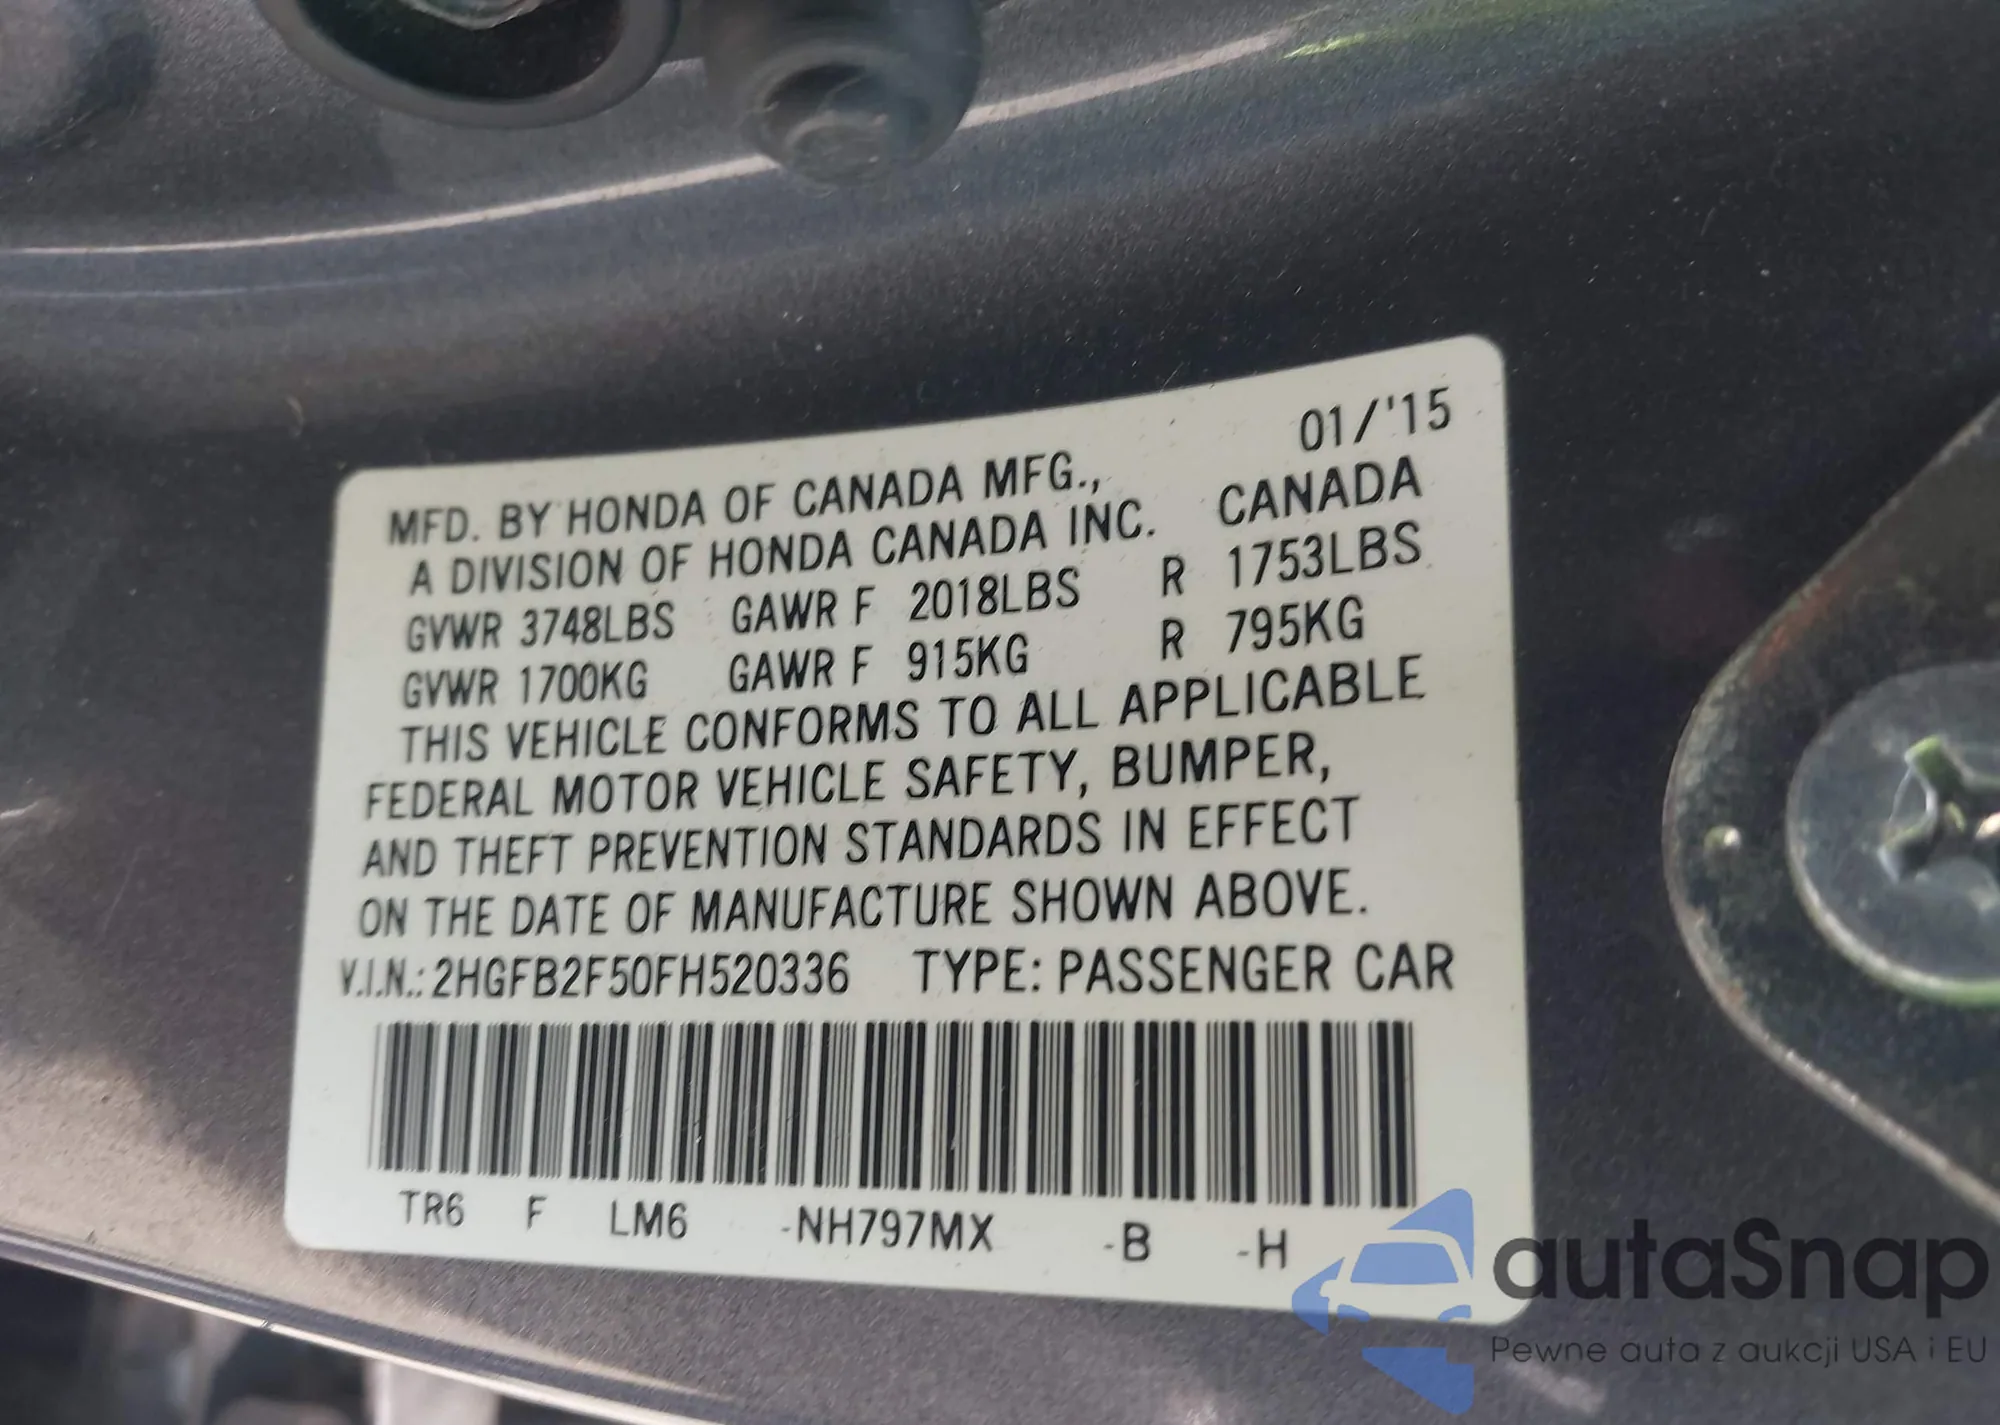 01/'15
MFD. BY HONDA OF CANADA MFG.,
A DIVISION OF HONDA CANADA INC. CANADA
GVWR 3748LBS GAWR F 2018LBS R 1753LBS
GVWR 1700KG GAWR F 915KG R 795KG
THIS VEHICLE CONFORMS TO ALL APPLICABLE
FEDERAL MOTOR VEHICLE SAFETY, BUMPER,
AND THEFT PREVENTION STANDARDS IN EFFECT
ON THE DATE OF MANUFACTURE SHOWN ABOVE.
V.I.N.: 2HGFB2F50FH520336 TYPE: PASSENGER CAR
TR6 F LM6 -NH797MX -B -H
autaSnap
Pewne auta z aukcji USA i EU